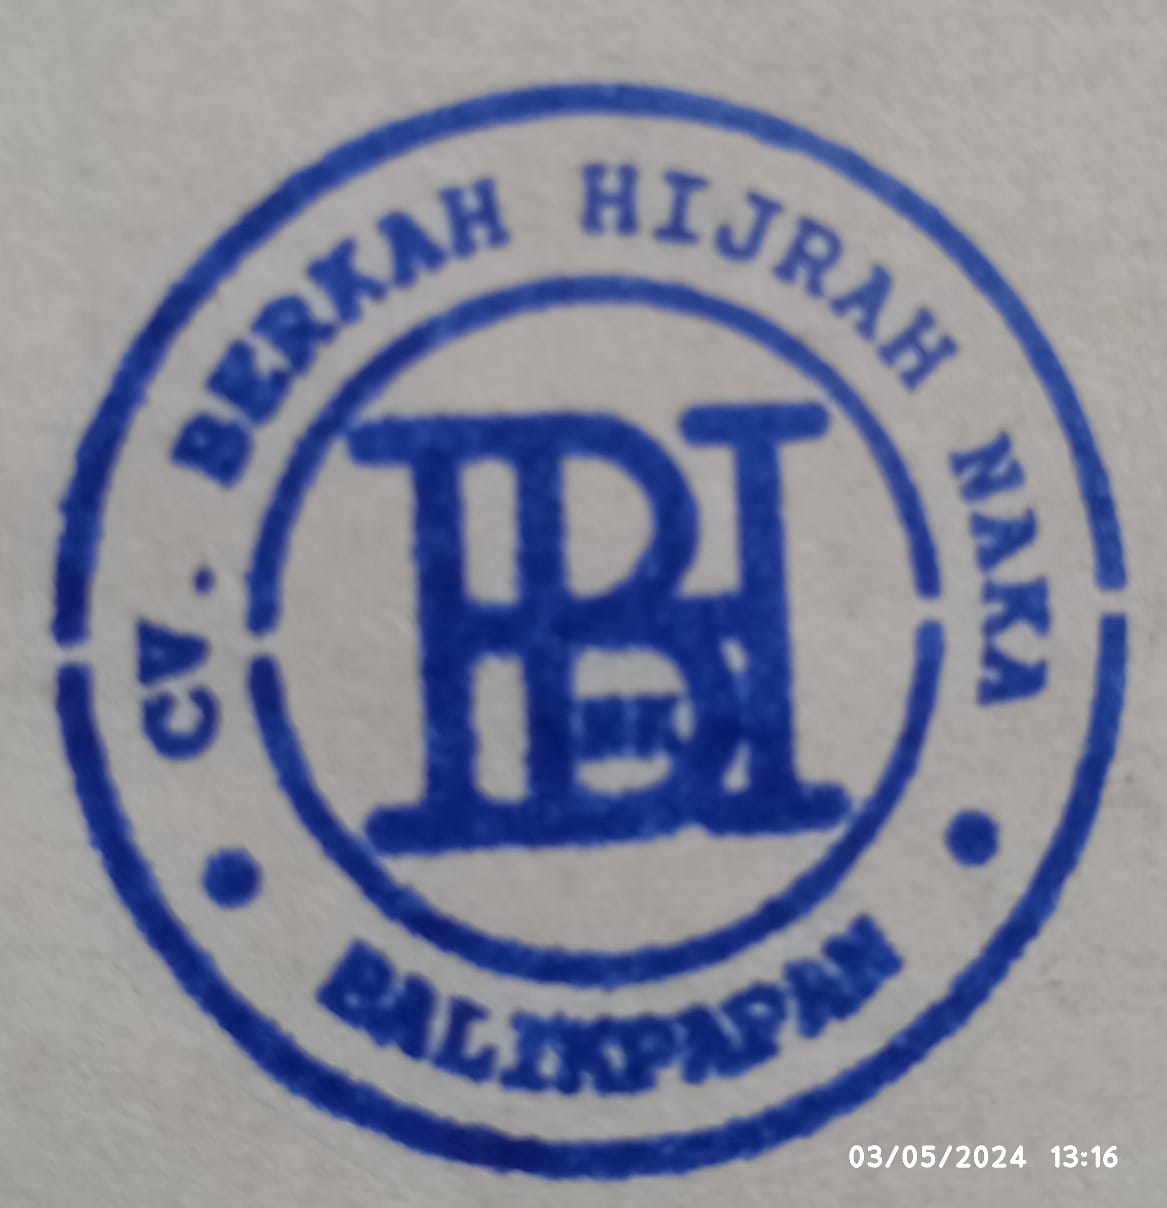 CV. BERKAH HIJRAH NAKA
BALIKPAPAN
03/05/2024 13:16